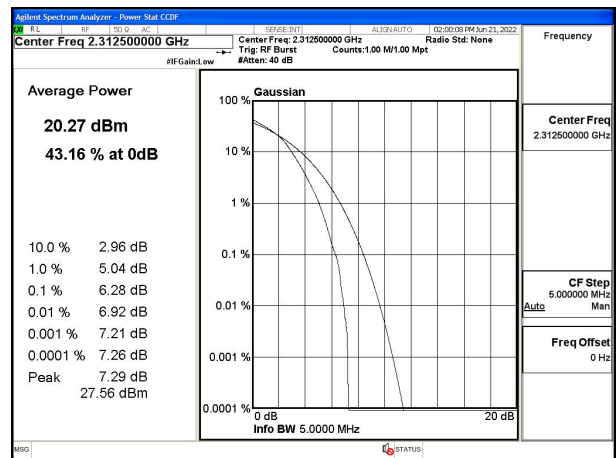 Agilent Spectrum Analyzer - Power Stat CCDF
RL RF 50 Ω AC SENSE:INT ALIGNAUTO 02:00:08 PM Jun 21, 2022
Center Freq 2.312500000 GHz
Center Freq: 2.312500000 GHz Radio Std: None
Trig: RF Burst Counts:1.00 M/1.00 Mpt
#IFGain:Low #Atten: 40 dB
Frequency
Average Power
20.27 dBm
43.16 % at 0dB
10.0 % 2.96 dB
1.0 % 5.04 dB
0.1 % 6.28 dB
0.01 % 6.92 dB
0.001 % 7.21 dB
0.0001 % 7.26 dB
Peak 7.29 dB
27.56 dBm
Gaussian
100 %
10 %
1 %
0.1 %
0.01 %
0.001 %
0.0001 %
0 dB 20 dB
Info BW 5.0000 MHz
Center Freq
2.312500000 GHz
CF Step
5.000000 MHz
Auto Man
Freq Offset
0 Hz
MSG STATUS